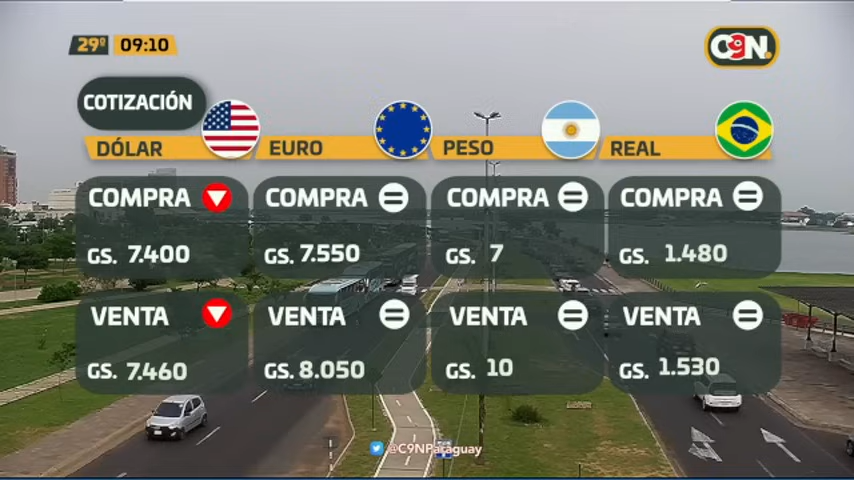 29º 09:10
C9N.
COTIZACIÓN
DÓLAR EURO PESO REAL
COMPRA COMPRA COMPRA COMPRA
GS. 7.400 GS. 7.550 GS. 7 GS. 1.480
VENTA VENTA VENTA VENTA
GS. 7.460 GS. 8.050 GS. 10 GS. 1.530
@C9NParaguay